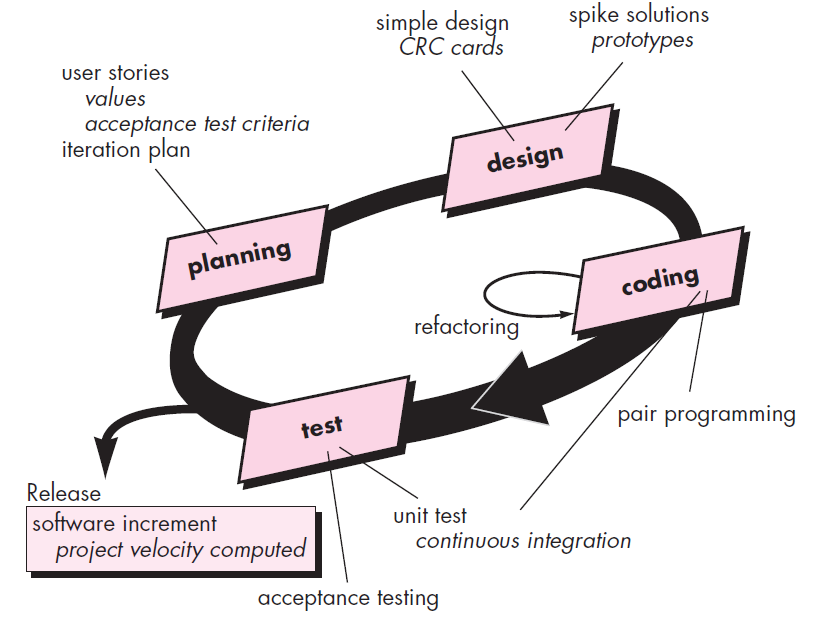 simple design
CRC cards
spike solutions
prototypes
user stories
values
acceptance test criteria
iteration plan
design
planning
coding
refactoring
pair programming
test
Release
software increment
project velocity computed
unit test
continuous integration
acceptance testing